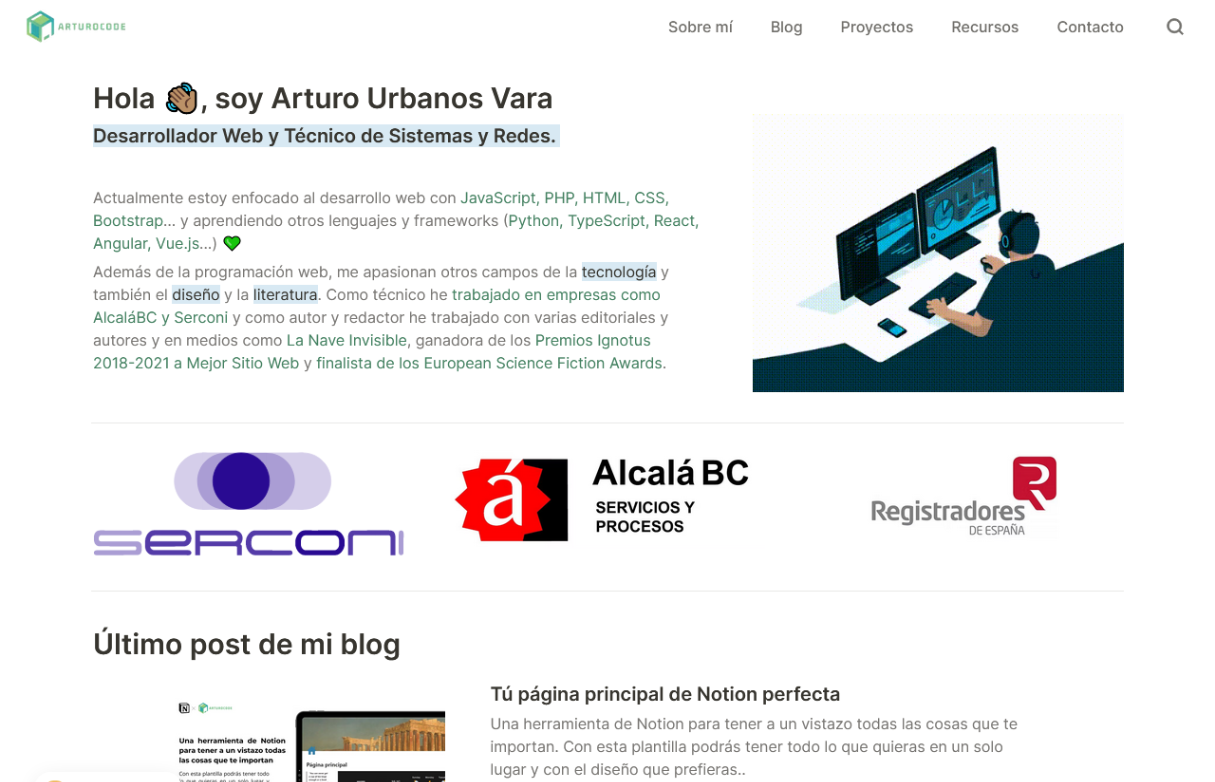 ARTUROCODE
Sobre mí
Blog
Proyectos
Recursos
Contacto
Hola 👋🏽, soy Arturo Urbanos Vara
Desarrollador Web y Técnico de Sistemas y Redes.
Actualmente estoy enfocado al desarrollo web con JavaScript, PHP, HTML, CSS,
Bootstrap... y aprendiendo otros lenguajes y frameworks (Python, TypeScript, React,
Angular, Vue.js...) 💚
Además de la programación web, me apasionan otros campos de la tecnología y
también el diseño y la literatura. Como técnico he trabajado en empresas como
AlcaláBC y Serconi y como autor y redactor he trabajado con varias editoriales y
autores y en medios como La Nave Invisible, ganadora de los Premios Ignotus
2018-2021 a Mejor Sitio Web y finalista de los European Science Fiction Awards.
SERCONI
á
Alcalá BC
SERVICIOS Y
PROCESOS
R
Registradores
DE ESPAÑA
Último post de mi blog
Tú página principal de Notion perfecta
Una herramienta de Notion para tener a un vistazo todas las cosas que te
importan. Con esta plantilla podrás tener todo lo que quieras en un solo
lugar y con el diseño que prefieras..
ARTUROCODE
Una herramienta de Notion
para tener a un vistazo todas
las cosas que te importan
Con esta plantilla podrás tener todo
Página principal